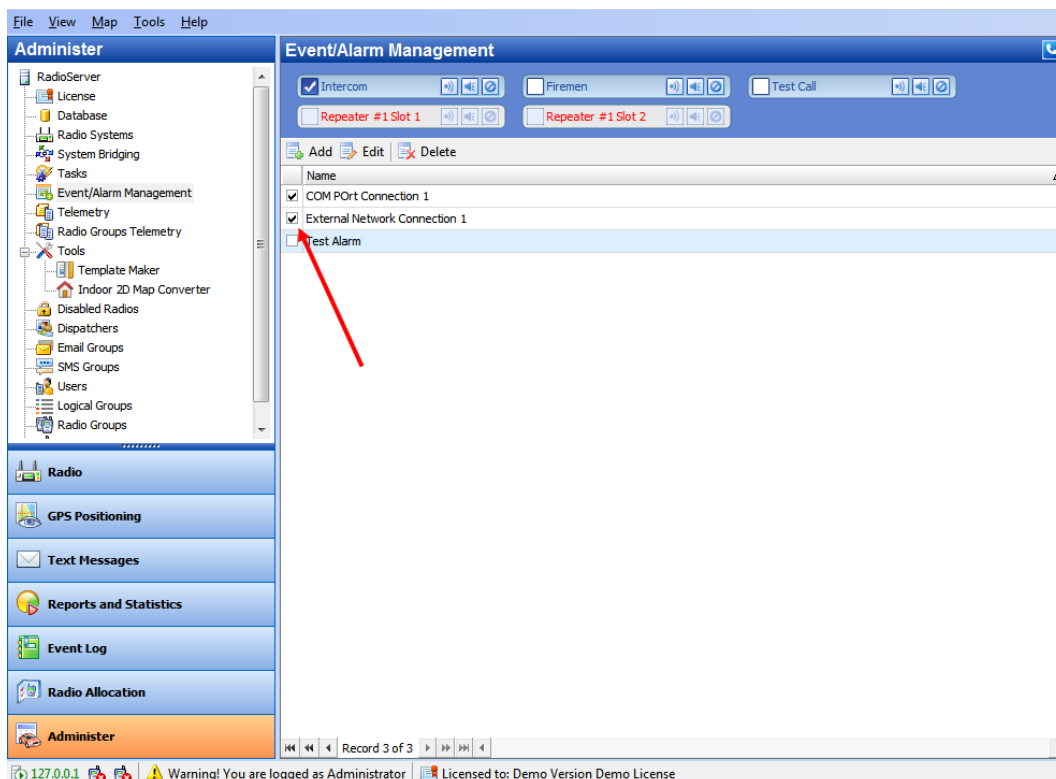 File View Map Tools Help
Administer
Event/Alarm Management
RadioServer
License
Database
Radio Systems
System Bridging
Tasks
Event/Alarm Management
Telemetry
Radio Groups Telemetry
Tools
Template Maker
Indoor 2D Map Converter
Disabled Radios
Dispatchers
Email Groups
SMS Groups
Users
Logical Groups
Radio Groups
Radio
GPS Positioning
Text Messages
Reports and Statistics
Event Log
Radio Allocation
Administer
Intercom Firemen Test Call
Repeater #1 Slot 1 Repeater #1 Slot 2
Add Edit Delete
Name
COM POrt Connection 1
External Network Connection 1
Test Alarm
Record 3 of 3
127.0.0.1 Warning! You are logged as Administrator Licensed to: Demo Version Demo License